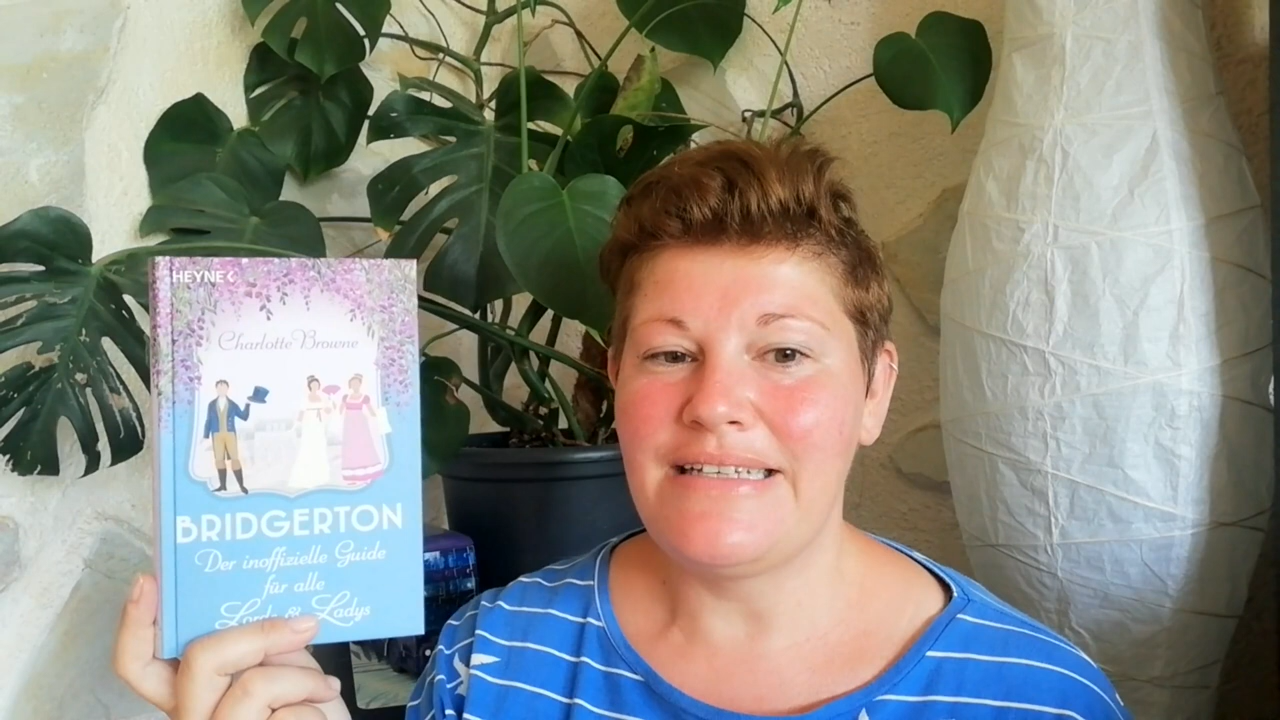 HEYNE<
Charlotte Browne
BRIDGERTON
Der inoffizielle Guide
für alle
Lords & Ladys